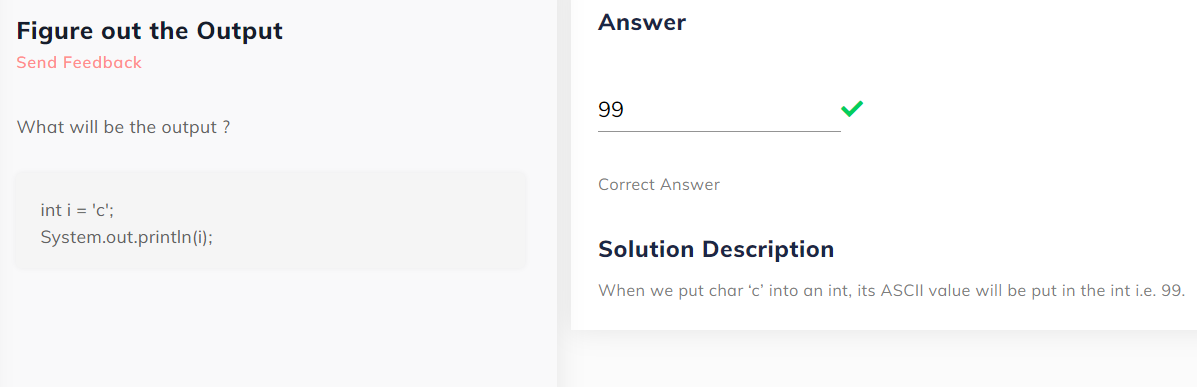 Figure out the Output
Send Feedback
What will be the output ?
int i = 'c';
System.out.println(i);
Answer
99
Correct Answer
Solution Description
When we put char ‘c’ into an int, its ASCII value will be put in the int i.e. 99.